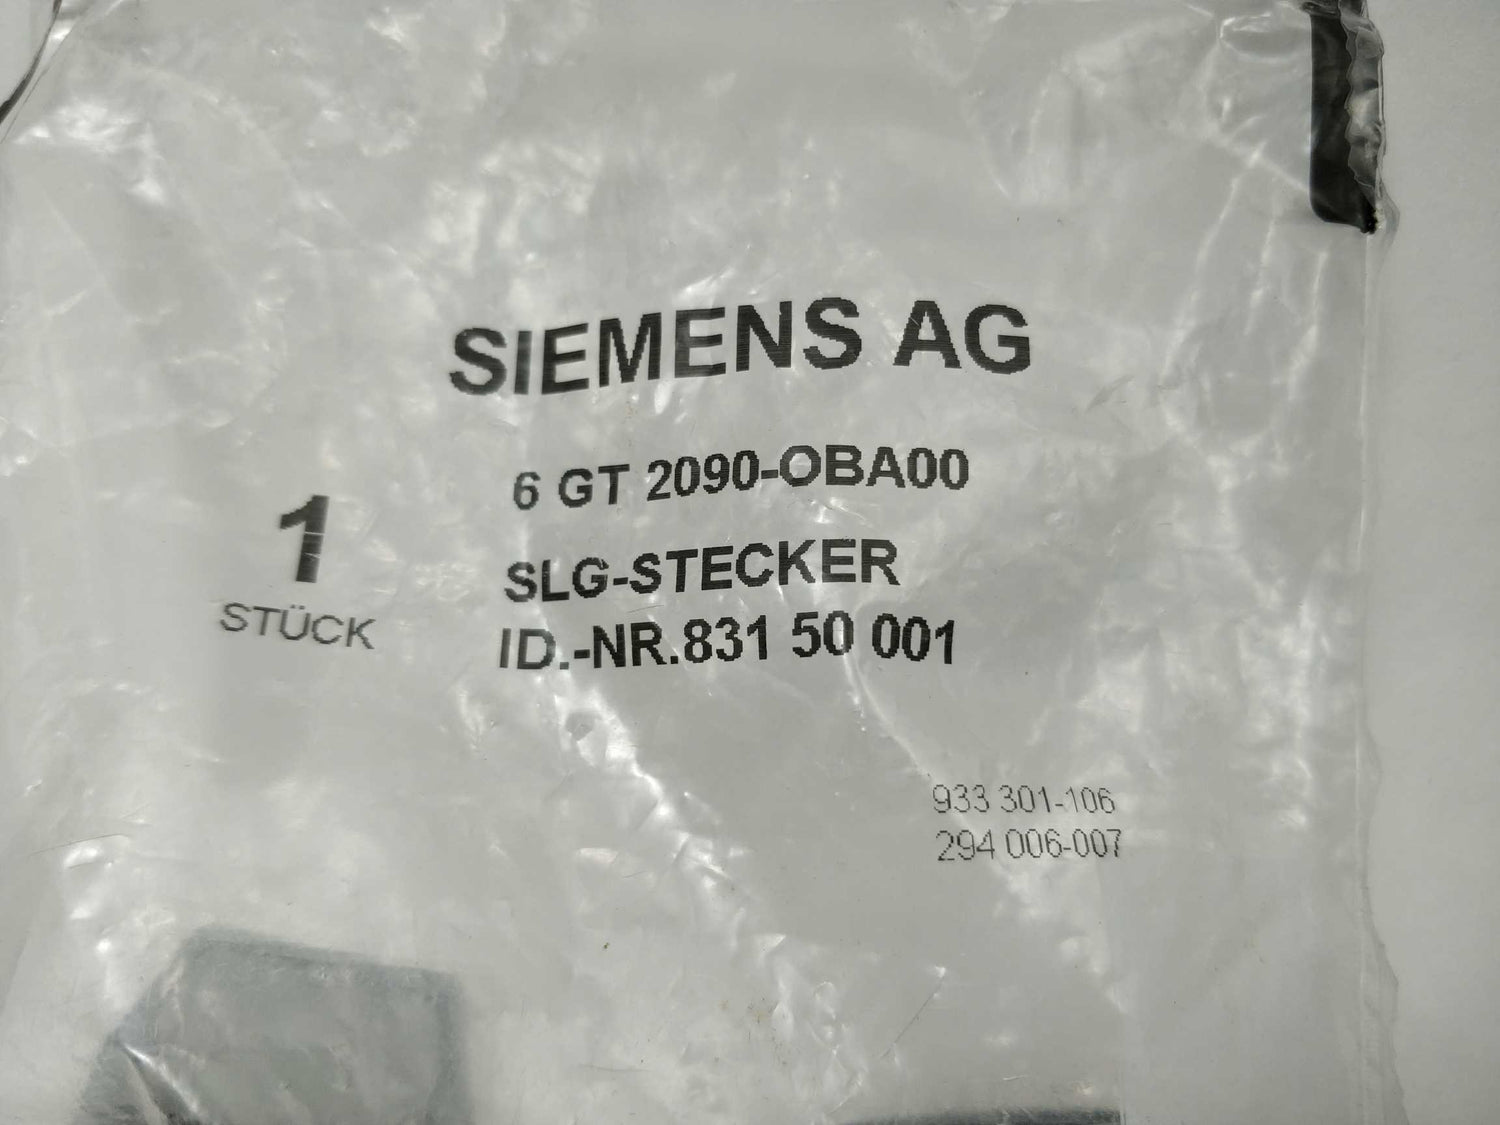 SIEMENS AG
6 GT 2090-OBA00
1
STÜCK
SLG-STECKER
ID.-NR.831 50 001
933 301-106
294 006-007